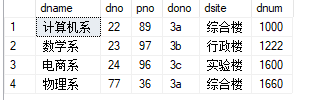 dname dno pno dono dsite dnum
1 计算机系 22 89 3a 综合楼 1000
2 数学系 23 97 3b 行政楼 1222
3 电商系 24 96 3c 实验楼 1600
4 物理系 77 36 3a 综合楼 1660